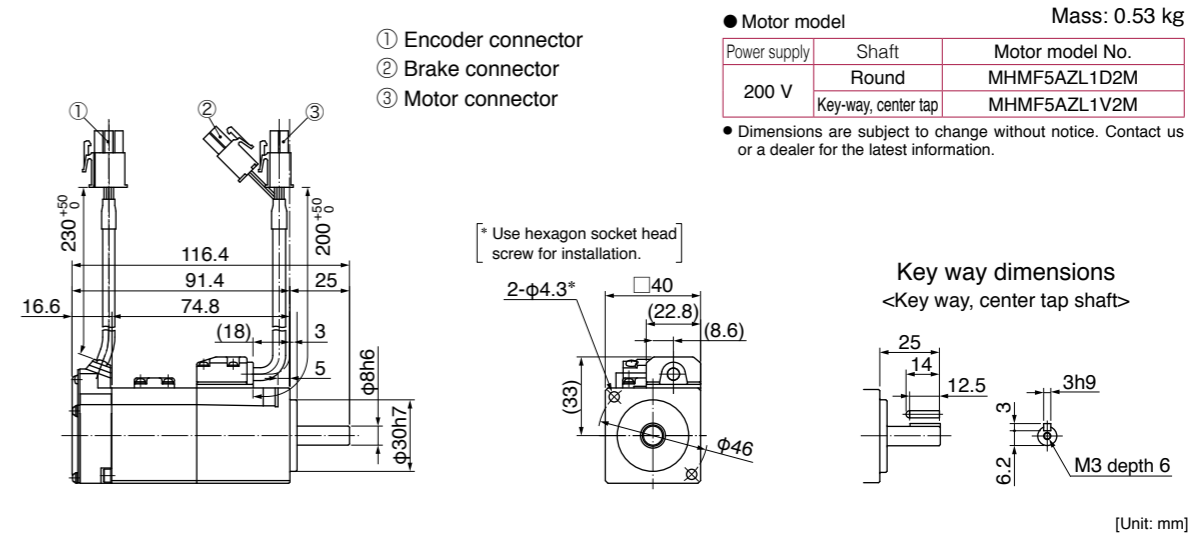 ① Encoder connector
② Brake connector
③ Motor connector
● Motor model
Mass: 0.53 kg
Power supply Shaft Motor model No.
200 V
Round MHMF5AZL1D2M
Key-way, center tap MHMF5AZL1V2M
● Dimensions are subject to change without notice. Contact us
or a dealer for the latest information.
① ② ③
230 +50 0
200 +50 0
116.4
91.4 25
16.6 74.8
(18) 3
5
φ8h6
φ30h7
* Use hexagon socket head
screw for installation.
2-φ4.3*
□40
(22.8)
(8.6)
(33)
φ46
Key way dimensions
<Key way, center tap shaft>
25
14
12.5
3h9
3
6.2
M3 depth 6
[Unit: mm]